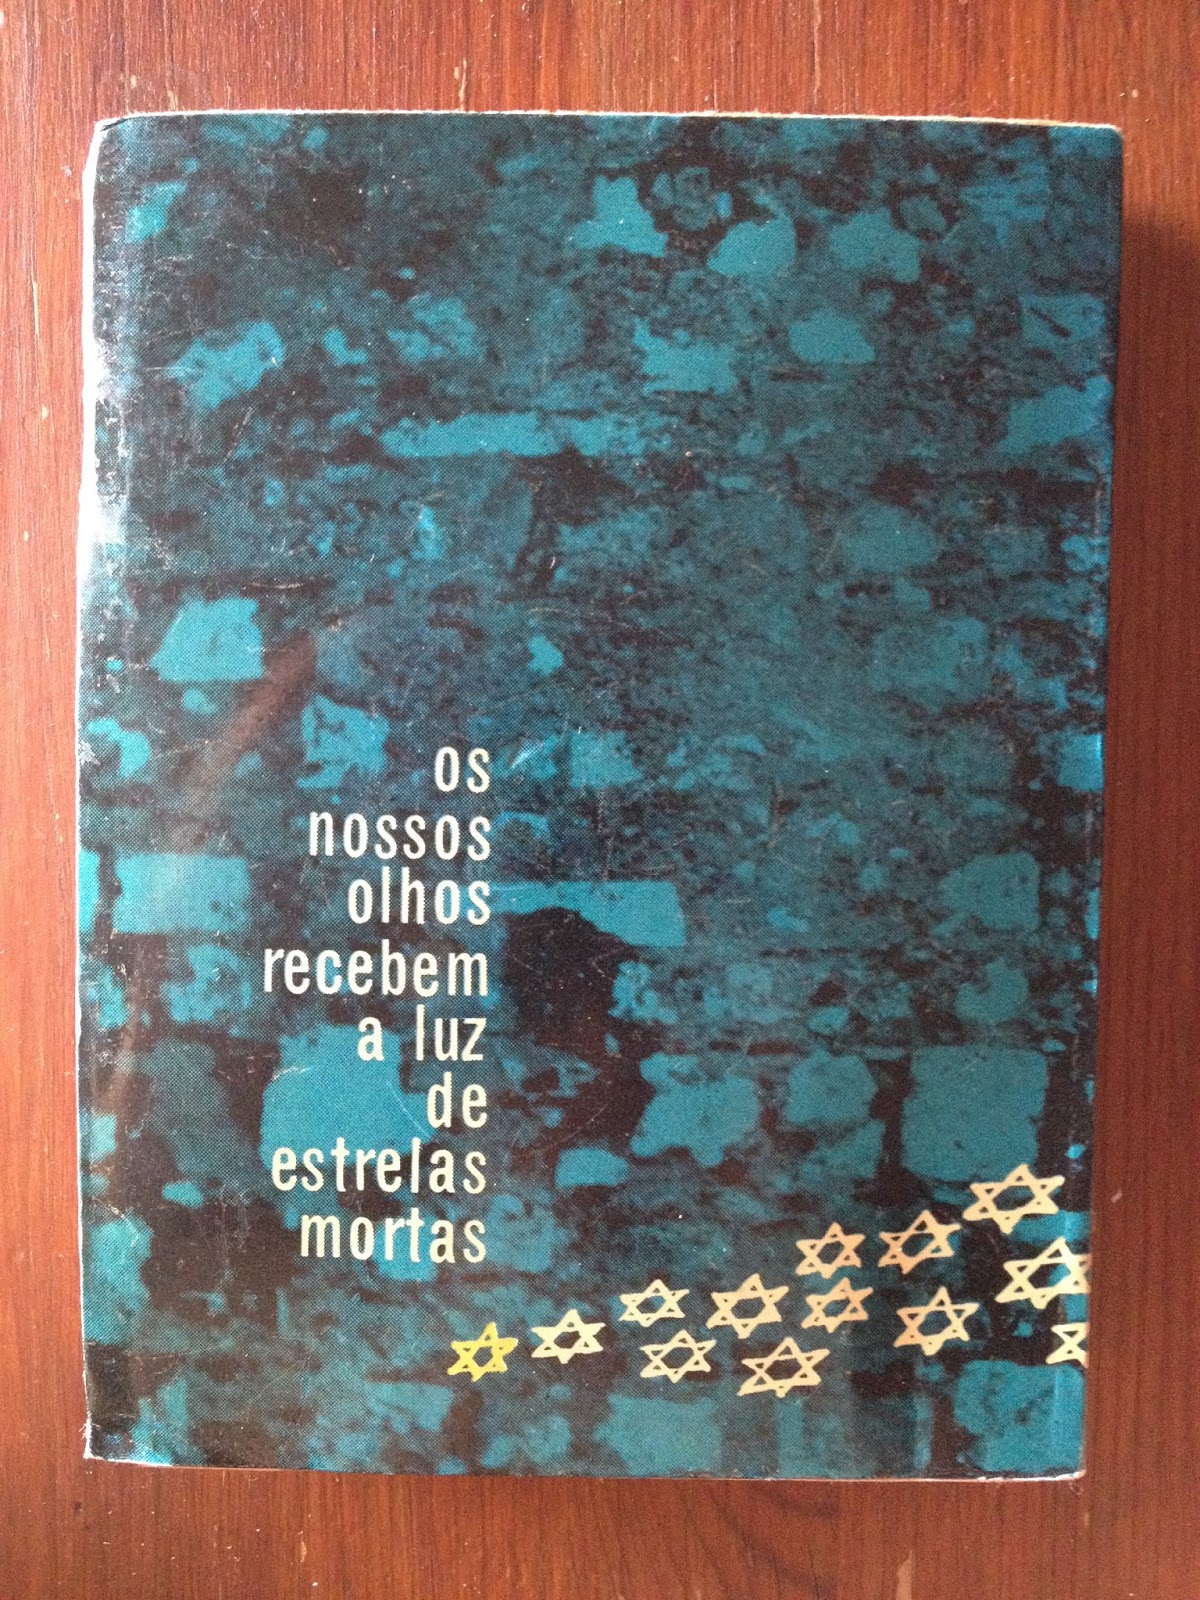 os
nossos
olhos
recebem
a luz
de
estrelas
mortas